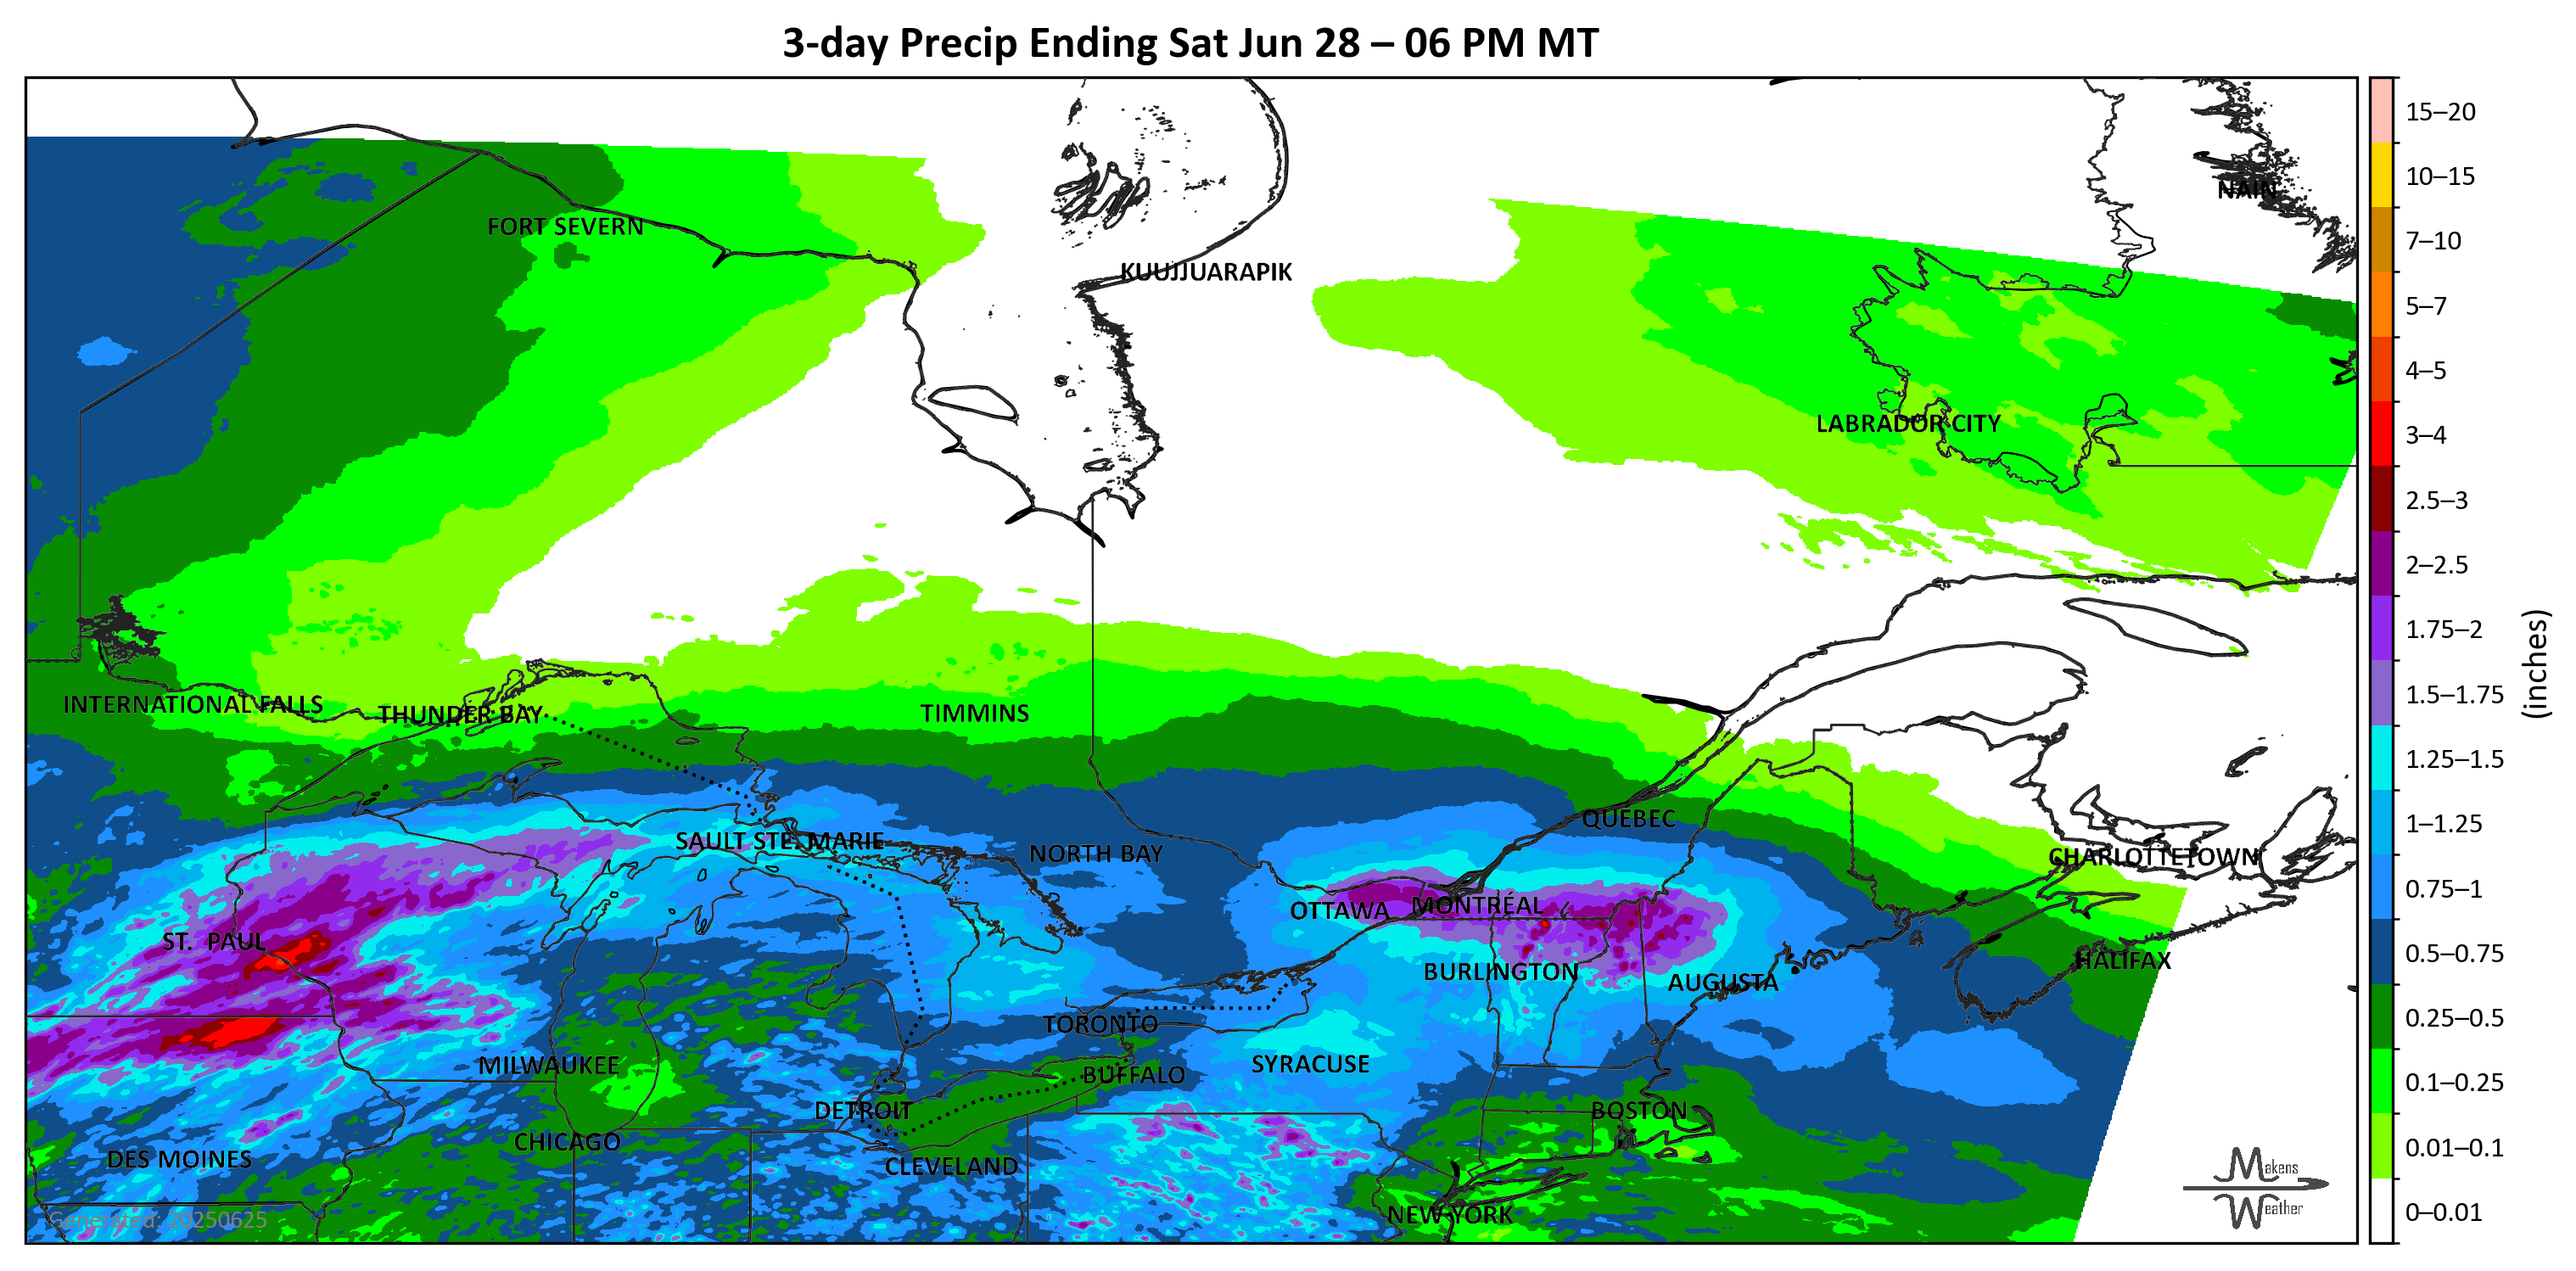 3-day Precip Ending Sat Jun 28 – 06 PM MT
15–20
10–15
NAIN
7–10
FORT SEVERN
KUUJJUARAPIK
5–7
4–5
LABRADOR CITY
3–4
2.5–3
2–2.5
1.75–2
(inches)
1.5–1.75
INTERNATIONAL FALLS
THUNDER BAY
TIMMINS
1.25–1.5
1–1.25
QUÉBEC
SAULT STE. MARIE
NORTH BAY
CHARLOTTETOWN
0.75–1
OTTAWA
MONTRÉAL
ST. PAUL
0.5–0.75
HALIFAX
BURLINGTON
AUGUSTA
0.25–0.5
TORONTO
MILWAUKEE
SYRACUSE
BUFFALO
0.1–0.25
DETROIT
BOSTON
CHICAGO
0.01–0.1
DES MOINES
CLEVELAND
Makens
Weather
NEW YORK
0–0.01
Generated: 20250625